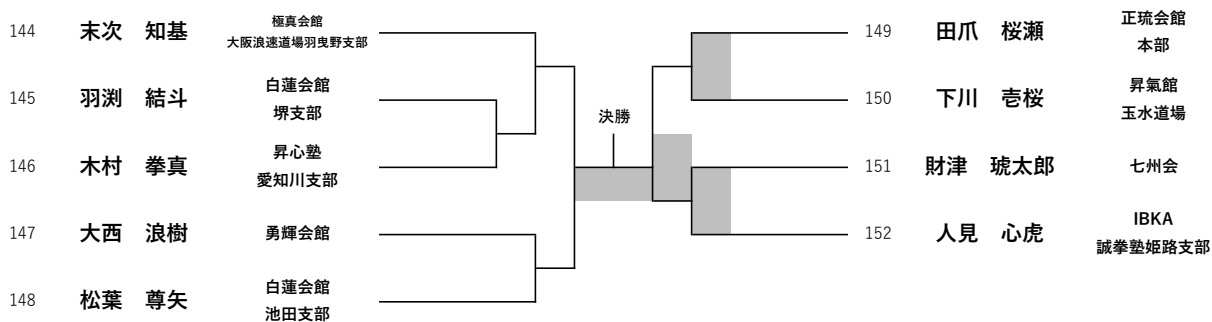 144 末次 知基 極真会館
大阪浪速道場羽曳野支部
145 羽渕 結斗 白蓮会館
堺支部
146 木村 拳真 昇心塾
愛知川支部
147 大西 浪樹 勇輝会館
148 松葉 尊矢 白蓮会館
池田支部
決勝
149 田爪 桜瀬 正琉会館
本部
150 下川 壱桜 昇氣館
玉水道場
151 財津 琥太郎 七州会
152 人見 心虎 IBKA
誠拳塾姫路支部